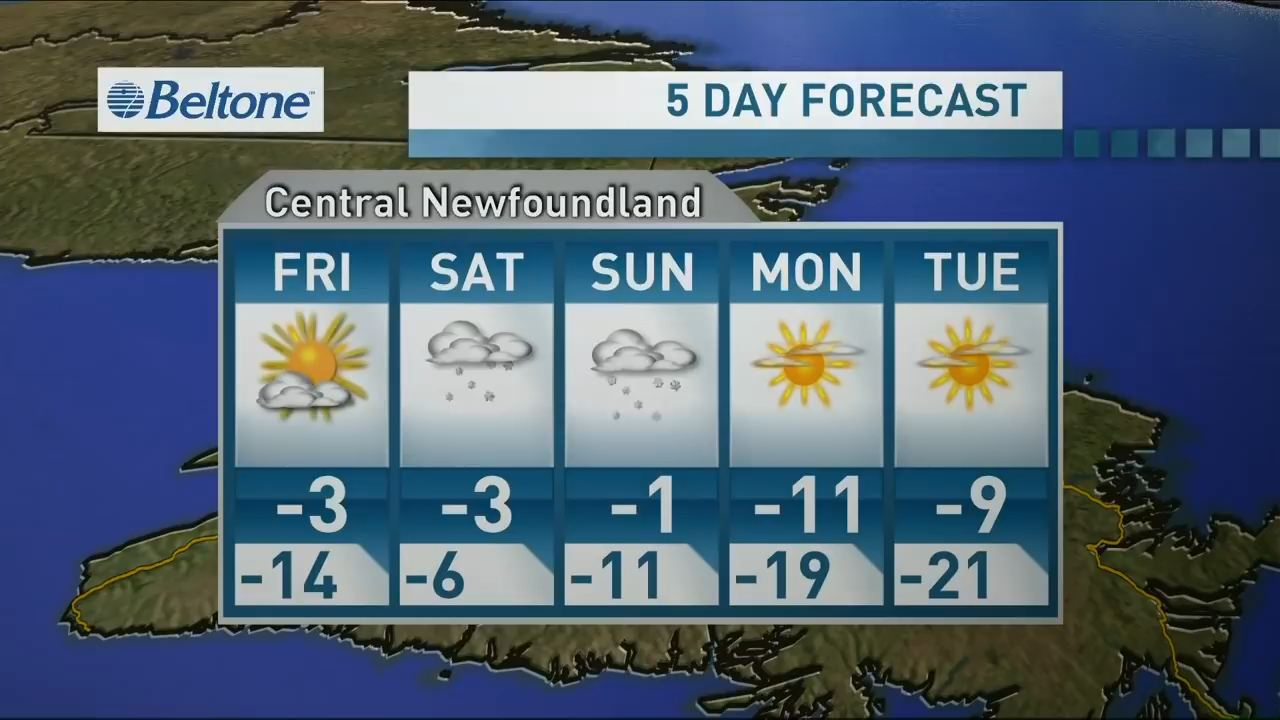 Beltone™
5 DAY FORECAST
Central Newfoundland
FRI SAT SUN MON TUE
-3 -3 -1 -11 -9
-14 -6 -11 -19 -21